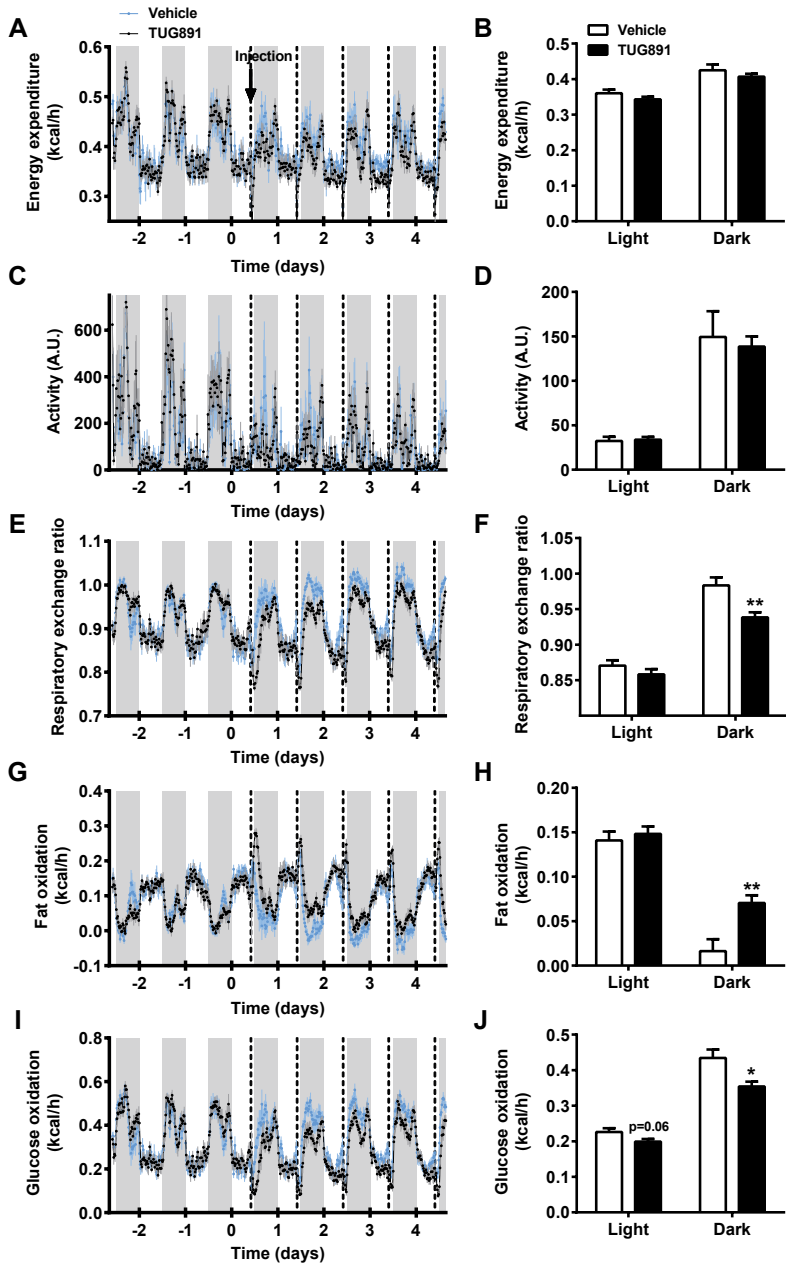 A
Vehicle
TUG891
Injection
Energy expenditure
(kcal/h)
0.6
0.5
0.4
0.3
-2 -1 0 1 2 3 4
Time (days)
B
Vehicle
TUG891
Energy expenditure
(kcal/h)
0.5
0.4
0.3
0.2
0.1
0.0
Light Dark
C
Activity (A.U.)
600
400
200
0
-2 -1 0 1 2 3 4
Time (days)
D
Activity (A.U.)
200
150
100
50
0
Light Dark
E
Respiratory exchange ratio
1.1
1.0
0.9
0.8
0.7
-2 -1 0 1 2 3 4
Time (days)
F
Respiratory exchange ratio
1.05
1.00
0.95
0.90
0.85
**
Light Dark
G
Fat oxidation
(kcal/h)
0.4
0.3
0.2
0.1
0.0
-0.1
-2 -1 0 1 2 3 4
Time (days)
H
Fat oxidation
(kcal/h)
0.20
0.15
0.10
0.05
0.00
**
Light Dark
I
Glucose oxidation
(kcal/h)
0.8
0.6
0.4
0.2
0.0
-2 -1 0 1 2 3 4
Time (days)
J
Glucose oxidation
(kcal/h)
0.5
0.4
0.3
0.2
0.1
0.0
p=0.06
*
Light Dark